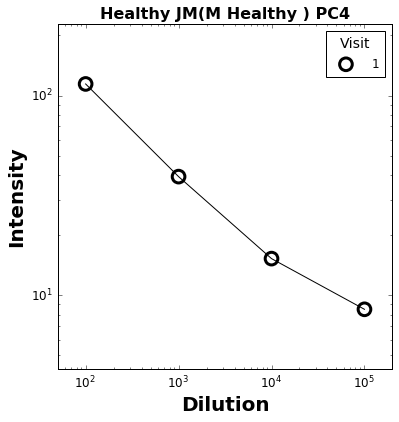 Healthy JM(M Healthy ) PC4
Visit
1
10²
10¹
Intensity
10² 10³ 10⁴ 10⁵
Dilution